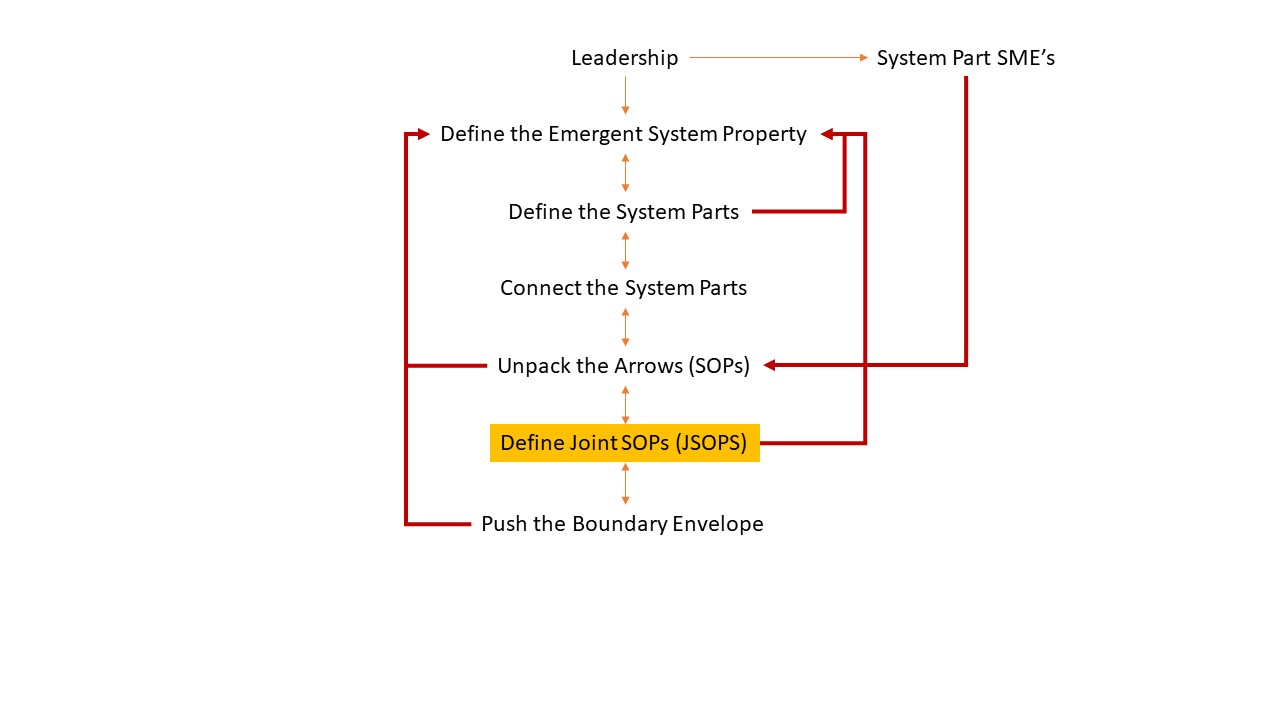 Leadership
System Part SME’s
Define the Emergent System Property
Define the System Parts
Connect the System Parts
Unpack the Arrows (SOPs)
Define Joint SOPs (JSOPS)
Push the Boundary Envelope